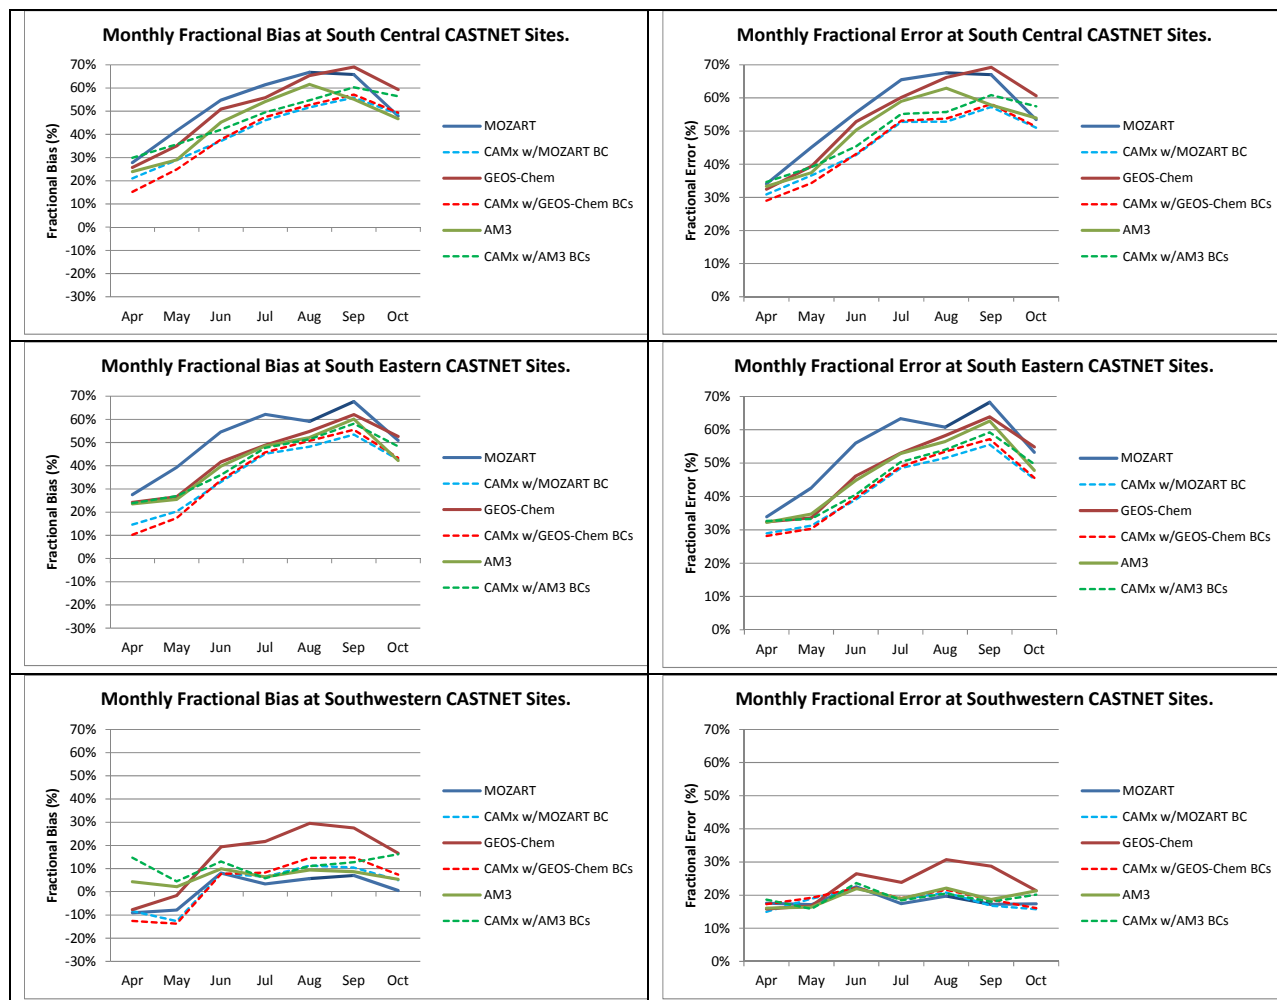 Monthly Fractional Bias at South Central CASTNET Sites.
70%
60%
50%
40%
30%
20%
10%
0%
-10%
-20%
-30%
Fractional Bias (%)
Apr May Jun Jul Aug Sep Oct
MOZART
CAMx w/MOZART BC
GEOS-Chem
CAMx w/GEOS-Chem BCs
AM3
CAMx w/AM3 BCs
Monthly Fractional Error at South Central CASTNET Sites.
70%
60%
50%
40%
30%
20%
10%
0%
Fractional Error (%)
Apr May Jun Jul Aug Sep Oct
MOZART
CAMx w/MOZART BC
GEOS-Chem
CAMx w/GEOS-Chem BCs
AM3
CAMx w/AM3 BCs
Monthly Fractional Bias at South Eastern CASTNET Sites.
70%
60%
50%
40%
30%
20%
10%
0%
-10%
-20%
-30%
Fractional Bias (%)
Apr May Jun Jul Aug Sep Oct
MOZART
CAMx w/MOZART BC
GEOS-Chem
CAMx w/GEOS-Chem BCs
AM3
CAMx w/AM3 BCs
Monthly Fractional Error at South Eastern CASTNET Sites.
70%
60%
50%
40%
30%
20%
10%
0%
Fractional Error (%)
Apr May Jun Jul Aug Sep Oct
MOZART
CAMx w/MOZART BC
GEOS-Chem
CAMx w/GEOS-Chem BCs
AM3
CAMx w/AM3 BCs
Monthly Fractional Bias at Southwestern CASTNET Sites.
70%
60%
50%
40%
30%
20%
10%
0%
-10%
-20%
-30%
Fractional Bias (%)
Apr May Jun Jul Aug Sep Oct
MOZART
CAMx w/MOZART BC
GEOS-Chem
CAMx w/GEOS-Chem BCs
AM3
CAMx w/AM3 BCs
Monthly Fractional Error at Southwestern CASTNET Sites.
70%
60%
50%
40%
30%
20%
10%
0%
Fractional Error (%)
Apr May Jun Jul Aug Sep Oct
MOZART
CAMx w/MOZART BC
GEOS-Chem
CAMx w/GEOS-Chem BCs
AM3
CAMx w/AM3 BCs